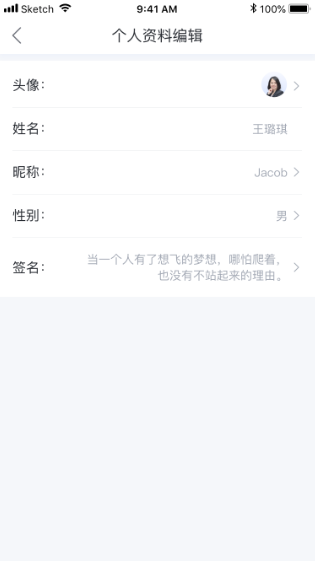 Sketch 9:41 AM 100%
个人资料编辑
头像：
姓名： 王璐琪
昵称： Jacob
性别： 男
签名： 当一个人有了想飞的梦想，哪怕爬着，
也没有不站起来的理由。